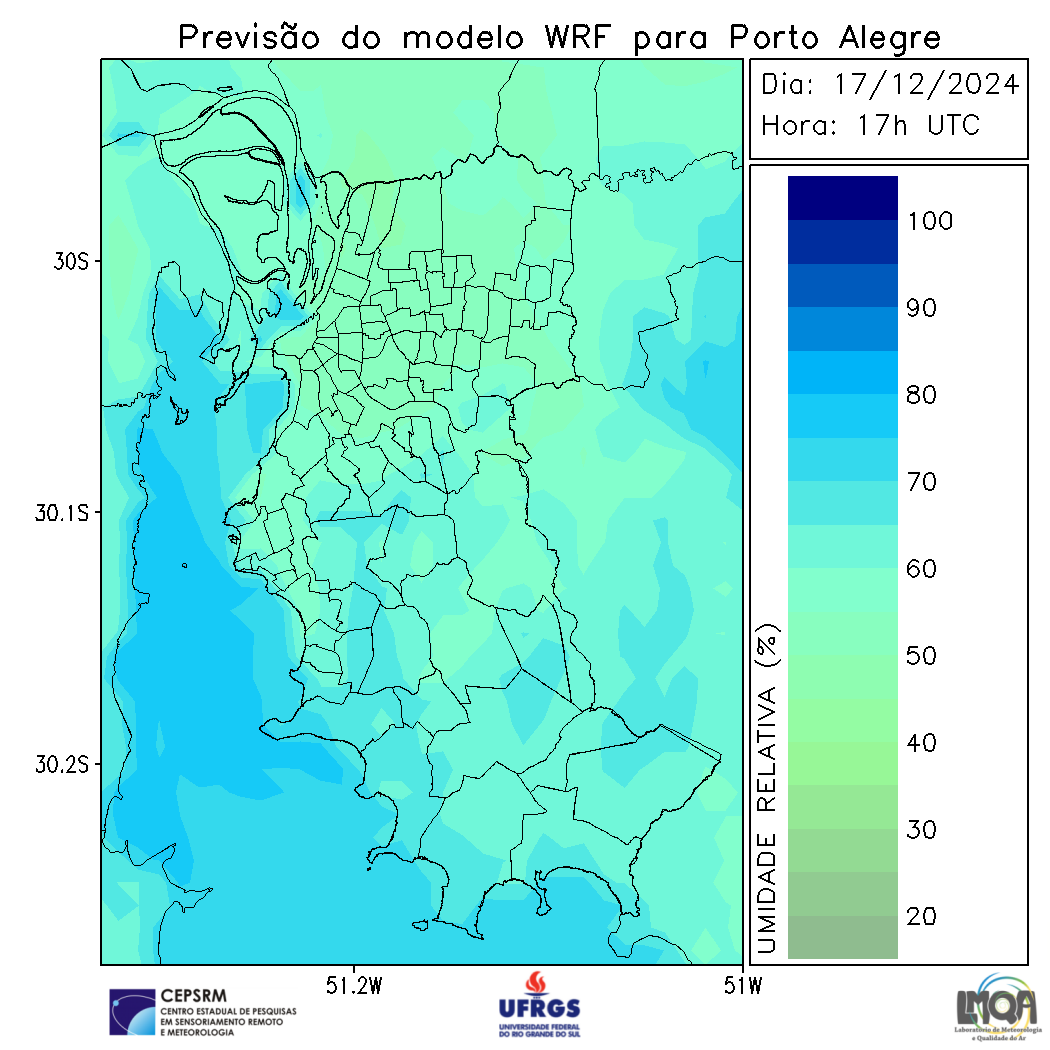 Previsão do modelo WRF para Porto Alegre
Dia: 17/12/2024
Hora: 17h UTC
100
90
80
70
60
50
40
30
20
UMIDADE RELATIVA (%)
30S
30.1S
30.2S
51.2W
51W
CEPSRM
CENTRO ESTADUAL DE PESQUISAS
EM SENSORIAMENTO REMOTO
E METEOROLOGIA
UFRGS
UNIVERSIDADE FEDERAL
DO RIO GRANDE DO SUL
LMQA
Laboratório de Meteorologia
e Qualidade do Ar